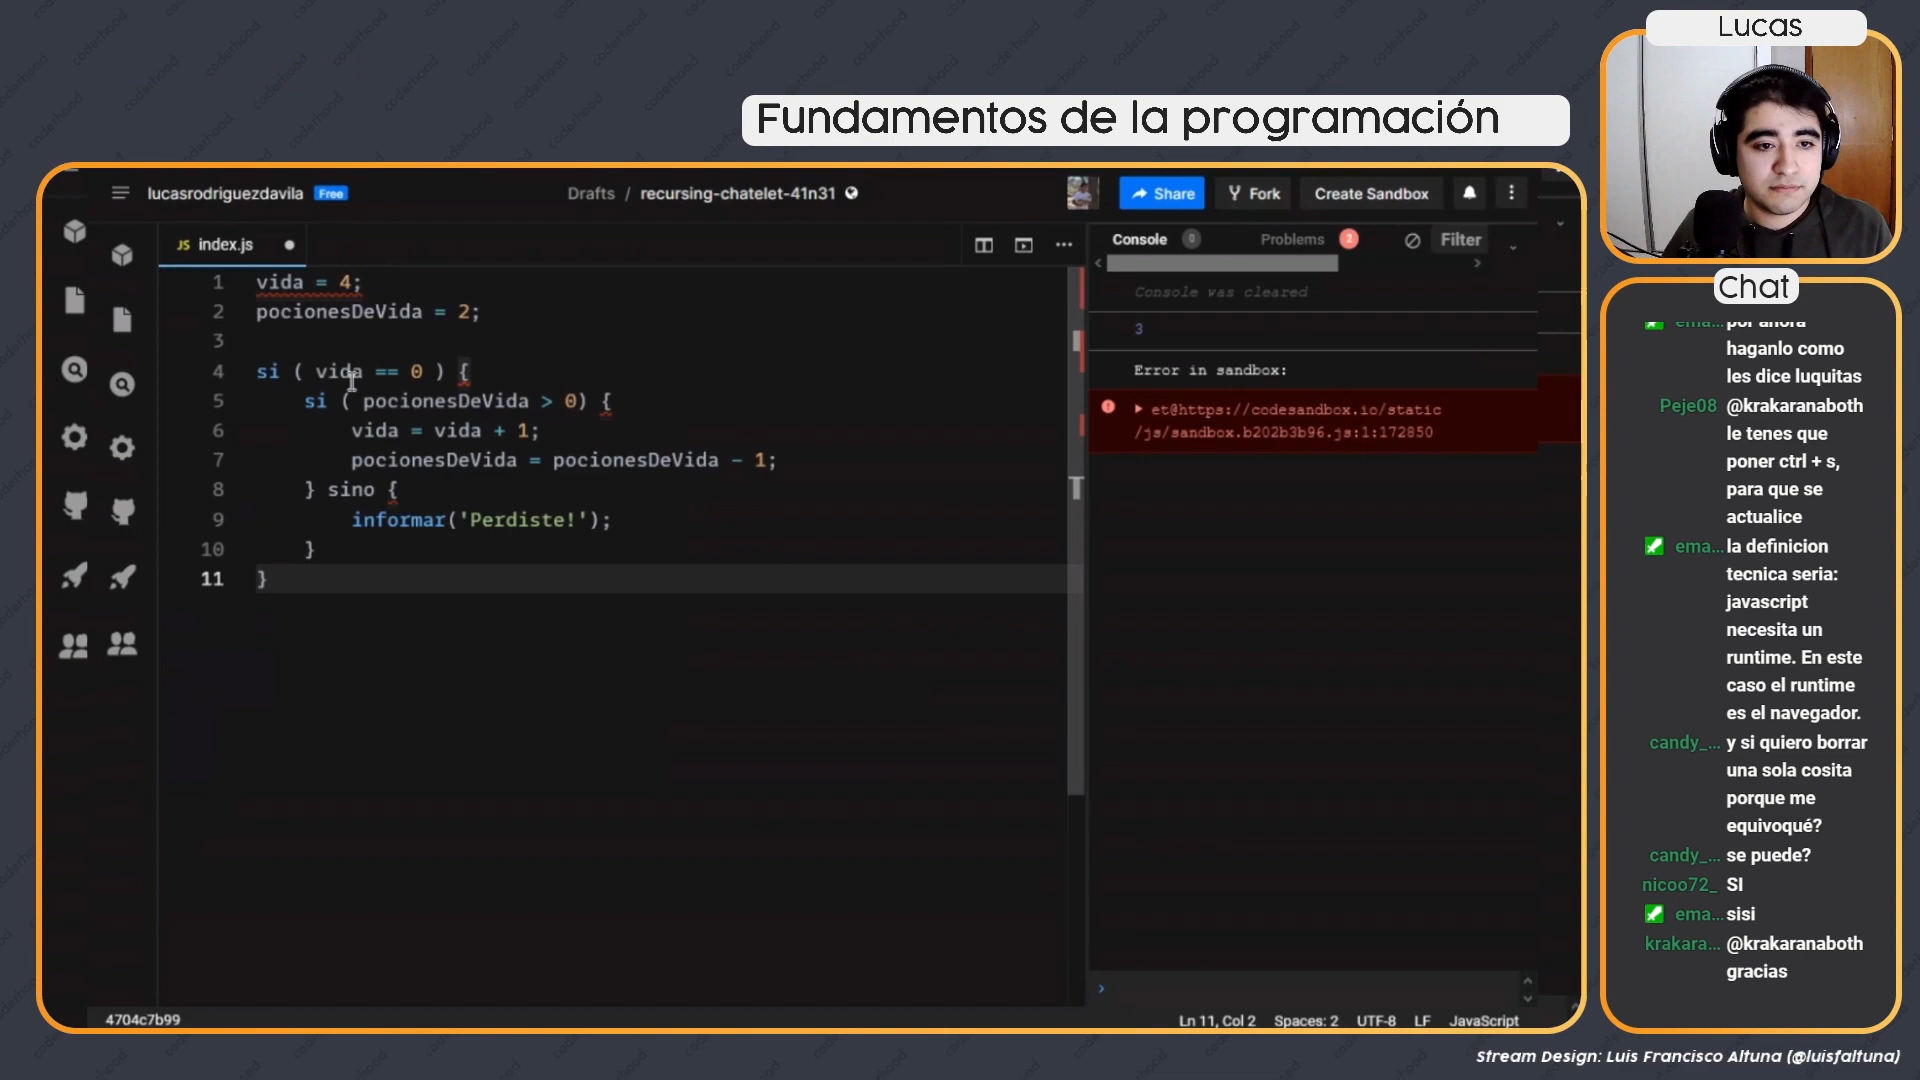 Lucas
Fundamentos de la programación
lucasrodriguezdavila Free
Drafts / recursing-chatelet-41n31
Share
Fork
Create Sandbox
JS index.js
Console 0
Problems 2
Filter
1 vida = 4;
2 pocionesDeVida = 2;
3
4 si ( vida == 0 ) {
5 si ( pocionesDeVida > 0) {
6 vida = vida + 1;
7 pocionesDeVida = pocionesDeVida - 1;
8 } sino {
9 informar('Perdiste!');
10 }
11 }
Console was cleared
3
Error in sandbox:
et@https://codesandbox.io/static
/js/sandbox.b202b3b96.js:1:172850
4704c7b99
Ln 11, Col 2 Spaces: 2 UTF-8 LF JavaScript
Chat
ema... por ahora
haganlo como
les dice luquitas
Peje08 @krakaranaboth
le tenes que
poner ctrl + s,
para que se
actualice
ema... la definicion
tecnica seria:
javascript
necesita un
runtime. En este
caso el runtime
es el navegador.
candy_... y si quiero borrar
una sola cosita
porque me
equivoqué?
candy_... se puede?
nicoo72_ SI
ema... sisi
krakara... @krakaranaboth
gracias
Stream Design: Luis Francisco Altuna (@luisfaltuna)